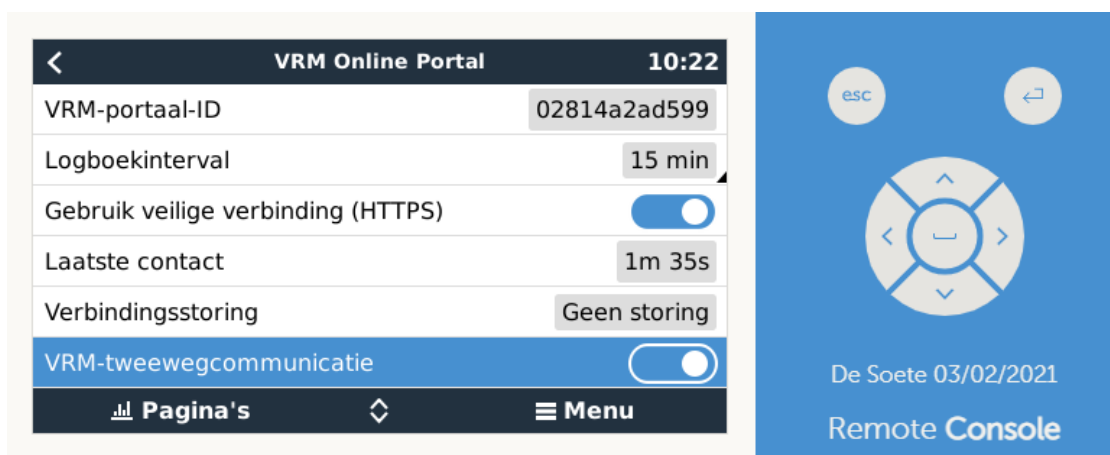 VRM Online Portal 10:22
VRM-portaal-ID 02814a2ad599
Logboekinterval 15 min
Gebruik veilige verbinding (HTTPS)
Laatste contact 1m 35s
Verbindingsstoring Geen storing
VRM-tweewegcommunicatie
Pagina's Menu
esc
De Soete 03/02/2021
Remote Console